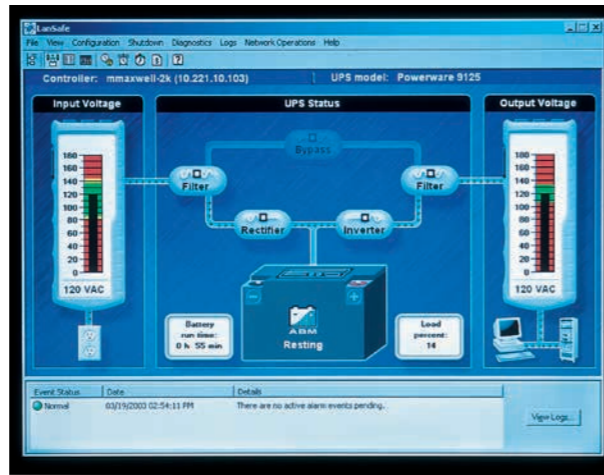 LanSafe
File View Configuration Shutdown Diagnostics Logs Network Operations Help
Controller: mmaxwell-2k (10.221.10.103) UPS model: Powerware 9125
Input Voltage
180
160
140
120
100
80
60
40
20
0
120 VAC
UPS Status
Bypass
Filter
Filter
Rectifier
Inverter
ABM
Resting
Battery
run time:
0 h 55 min
Load
percent:
14
Output Voltage
180
160
140
120
100
80
60
40
20
0
120 VAC
Event Status Date Details
Normal 03/19/2003 02:54:11 PM There are no active alarm events pending.
View Logs...